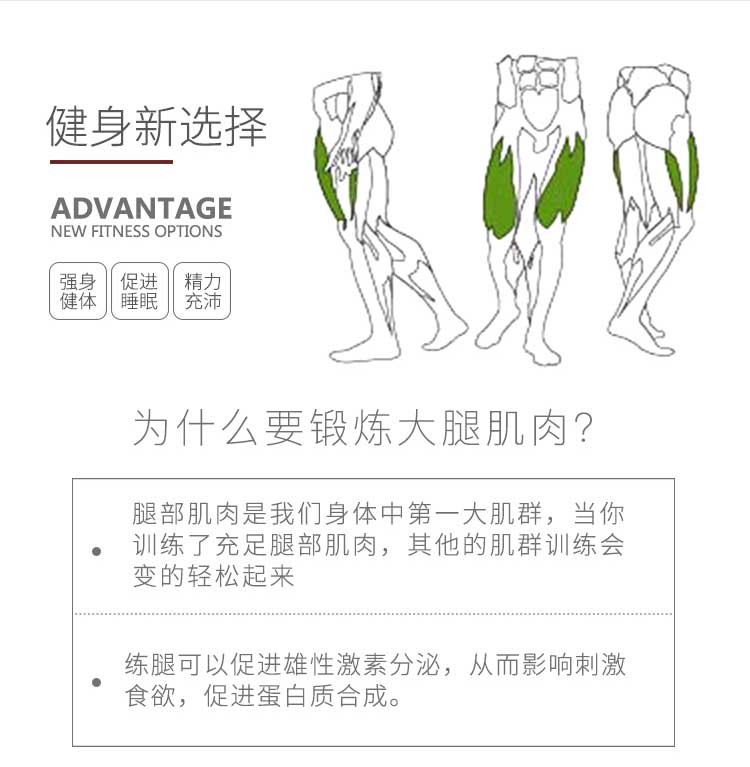 健身新选择
ADVANTAGE
NEW FITNESS OPTIONS
强身 促进 精力
健体 睡眠 充沛
为什么要锻炼大腿肌肉？
腿部肌肉是我们身体中第一大肌群，当你
训练了充足腿部肌肉，其他的肌群训练会
变的轻松起来
练腿可以促进雄性激素分泌，从而影响刺激
食欲，促进蛋白质合成。